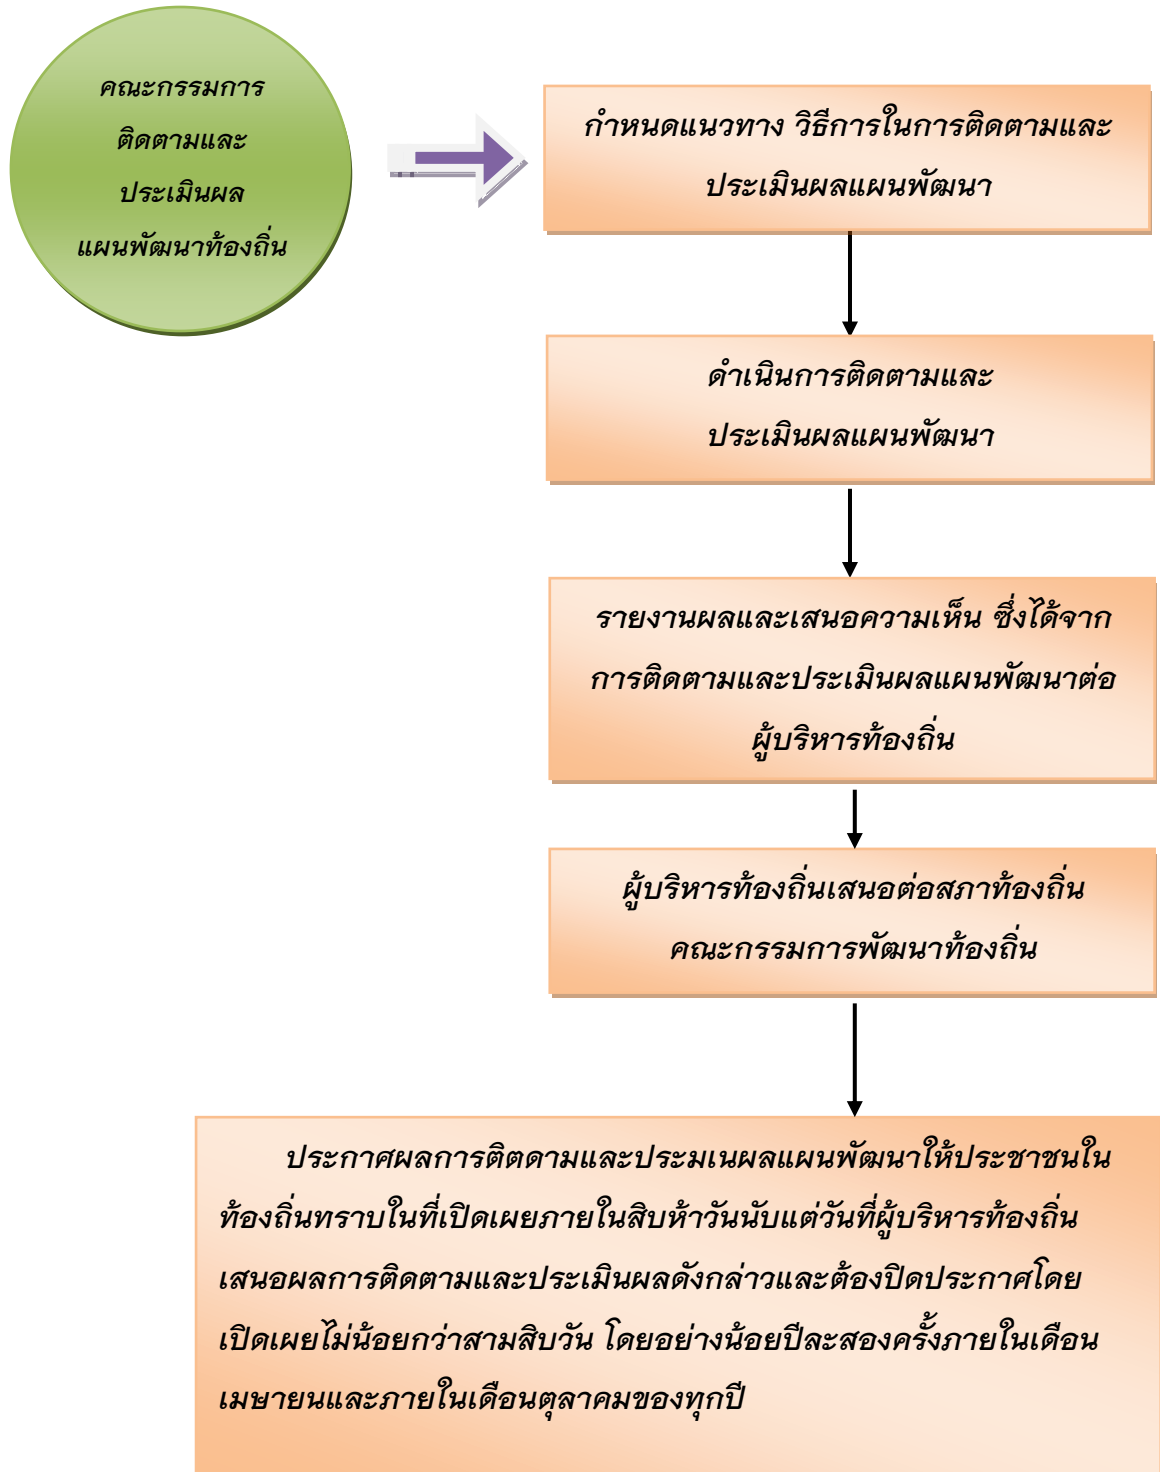 คณะกรรมการ
ติดตามและ
ประเมินผล
แผนพัฒนาท้องถิ่น
กำหนดแนวทาง วิธีการในการติดตามและ
ประเมินผลแผนพัฒนา
ดำเนินการติดตามและ
ประเมินผลแผนพัฒนา
รายงานผลและเสนอความเห็น ซึ่งได้จาก
การติดตามและประเมินผลแผนพัฒนาต่อ
ผู้บริหารท้องถิ่น
ผู้บริหารท้องถิ่นเสนอต่อสภาท้องถิ่น
คณะกรรมการพัฒนาท้องถิ่น
ประกาศผลการติตดามและประมเนผลแผนพัฒนาให้ประชาชนใน
ท้องถิ่นทราบในที่เปิดเผยภายในสิบห้าวันนับแต่วันที่ผู้บริหารท้องถิ่น
เสนอผลการติดตามและประเมินผลดังกล่าวและต้องปิดประกาศโดย
เปิดเผยไม่น้อยกว่าสามสิบวัน โดยอย่างน้อยปีละสองครั้งภายในเดือน
เมษายนและภายในเดือนตุลาคมของทุกปี